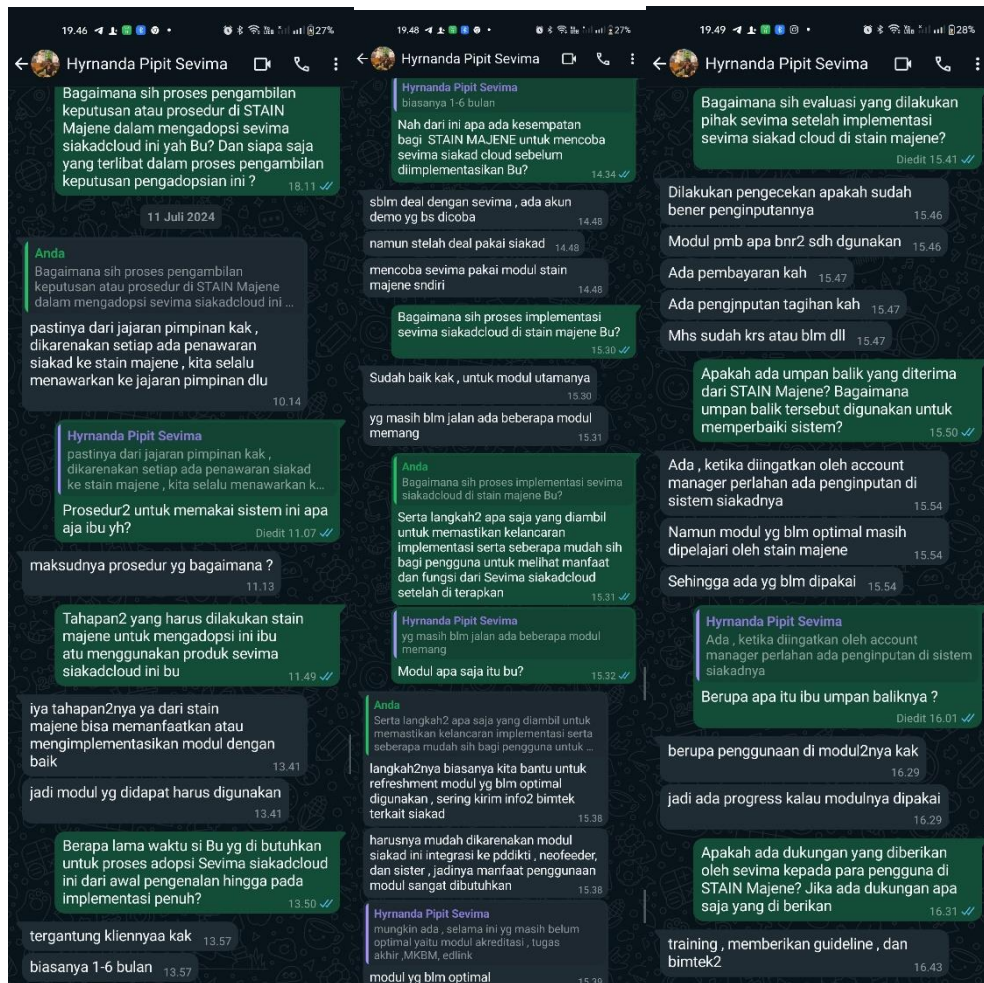 19.46
27%
Hyrnanda Pipit Sevima
Bagaimana sih proses pengambilan
keputusan atau prosedur di STAIN
Majene dalam mengadopsi sevima
siakadcloud ini yah Bu? Dan siapa saja
yang terlibat dalam proses pengambilan
keputusan pengadopsian ini ?
18.11
11 Juli 2024
Anda
Bagaimana sih proses pengambilan
keputusan atau prosedur di STAIN Majene
dalam mengadopsi sevima siakadcloud ini ...
pastinya dari jajaran pimpinan kak ,
dikarenakan setiap ada penawaran
siakad ke stain majene , kita selalu
menawarkan ke jajaran pimpinan dlu
10.14
Hyrnanda Pipit Sevima
pastinya dari jajaran pimpinan kak ,
dikarenakan setiap ada penawaran siakad
ke stain majene , kita selalu menawarkan k...
Prosedur2 untuk memakai sistem ini apa
aja ibu yh?
Diedit 11.07
maksudnya prosedur yg bagaimana ?
11.13
Tahapan2 yang harus dilakukan stain
majene untuk mengadopsi ini ibu
atu menggunakan produk sevima
siakadcloud ini bu
11.49
iya tahapan2nya ya dari stain
majene bisa memanfaatkan atau
mengimplementasikan modul dengan
baik
13.41
jadi modul yg didapat harus digunakan
13.41
Berapa lama waktu si Bu yg di butuhkan
untuk proses adopsi Sevima siakadcloud
ini dari awal pengenalan hingga pada
implementasi penuh?
13.50
tergantung kliennyaa kak
13.57
biasanya 1-6 bulan
13.57
19.48
27%
Hyrnanda Pipit Sevima
Hyrnanda Pipit Sevima
biasanya 1-6 bulan
Nah dari ini apa ada kesempatan
bagi STAIN MAJENE untuk mencoba
sevima siakad cloud sebelum
diimplementasikan Bu?
14.34
sblm deal dengan sevima , ada akun
demo yg bs dicoba
14.48
namun stelah deal pakai siakad
14.48
mencoba sevima pakai modul stain
majene sndiri
14.48
Bagaimana sih proses implementasi
sevima siakadcloud di stain majene Bu?
15.30
Sudah baik kak , untuk modul utamanya
15.30
yg masih blm jalan ada beberapa modul
memang
15.31
Anda
Bagaimana sih proses implementasi sevima
siakadcloud di stain majene Bu?
Serta langkah2 apa saja yang diambil
untuk memastikan kelancaran
implementasi serta seberapa mudah sih
bagi pengguna untuk melihat manfaat
dan fungsi dari Sevima siakadcloud
setelah di terapkan
15.31
Hyrnanda Pipit Sevima
yg masih blm jalan ada beberapa modul
memang
Modul apa saja itu bu?
15.32
Anda
Serta langkah2 apa saja yang diambil untuk
memastikan kelancaran implementasi serta
seberapa mudah sih bagi pengguna untuk ...
langkah2nya biasanya kita bantu untuk
refreshment modul yg blm optimal
digunakan , sering kirim info2 bimtek
terkait siakad
15.38
harusnya mudah dikarenakan modul
siakad ini integrasi ke pddikti , neofeeder,
dan sister , jadinya manfaat penggunaan
modul sangat dibutuhkan
15.38
Hyrnanda Pipit Sevima
mungkin ada , selama ini yg masih belum
optimal yaitu modul akreditasi , tugas
akhir ,MKBM, edlink
modul yg blm optimal
15.39
19.49
28%
Hyrnanda Pipit Sevima
Bagaimana sih evaluasi yang dilakukan
pihak sevima setelah implementasi
sevima siakad cloud di stain majene?
Diedit 15.41
Dilakukan pengecekan apakah sudah
bener penginputannya
15.46
Modul pmb apa bnr2 sdh dgunakan
15.46
Ada pembayaran kah
15.47
Ada pengjnputan tagihan kah
15.47
Mhs sudah krs atau blm dll
15.47
Apakah ada umpan balik yang diterima
dari STAIN Majene? Bagaimana
umpan balik tersebut digunakan untuk
memperbaiki sistem?
15.50
Ada , ketika diingatkan oleh account
manager perlahan ada penginputan di
sistem siakadnya
15.54
Namun modul yg blm optimal masih
dipelajari oleh stain majene
15.54
Sehingga ada yg blm dipakai
15.54
Hyrnanda Pipit Sevima
Ada , ketika diingatkan oleh account
manager perlahan ada penginputan di sistem
siakadnya
Berupa apa itu ibu umpan baliknya ?
Diedit 16.01
berupa penggunaan di modul2nya kak
16.29
jadi ada progress kalau modulnya dipakai
16.29
Apakah ada dukungan yang diberikan
oleh sevima kepada para pengguna di
STAIN Majene? Jika ada dukungan apa
saja yang di berikan
16.31
training , memberikan guideline , dan
bimtek2
16.43